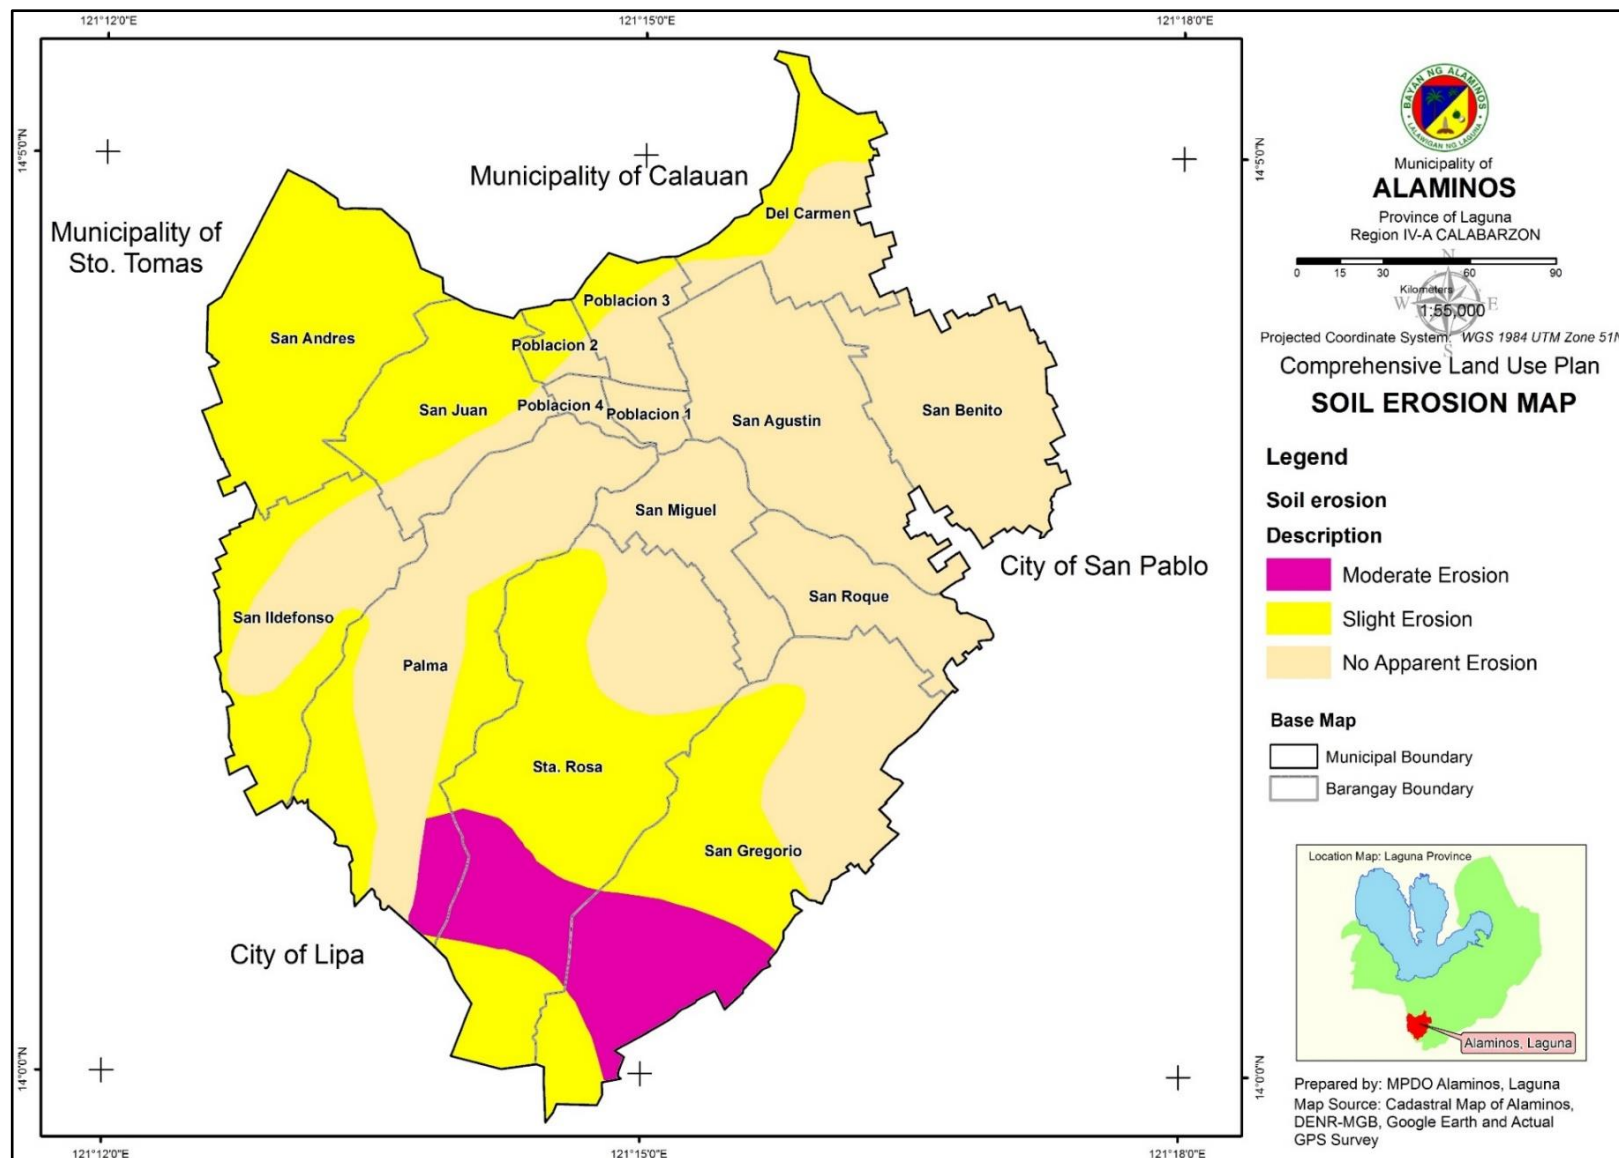 121°12'0"E
121°15'0"E
121°18'0"E
14°5'0"N
14°5'0"N
Municipality of Calauan
Municipality of
Sto. Tomas
Del Carmen
Poblacion 3
San Andres
Poblacion 2
San Juan
Poblacion 4
Poblacion 1
San Agustin
San Benito
San Miguel
City of San Pablo
San Roque
San Ildefonso
Palma
Sta. Rosa
San Gregorio
City of Lipa
14°0'0"N
14°0'0"N
121°12'0"E
121°15'0"E
121°18'0"E
BAYAN NG ALAMINOS
LALAWIGAN NG LAGUNA
Municipality of
ALAMINOS
Province of Laguna
Region IV-A CALABARZON
N
0 15 30 60 90
Kilometers
W E
1:55,000
S
Projected Coordinate System: WGS 1984 UTM Zone 51N
Comprehensive Land Use Plan
SOIL EROSION MAP
Legend
Soil erosion
Description
Moderate Erosion
Slight Erosion
No Apparent Erosion
Base Map
Municipal Boundary
Barangay Boundary
Location Map: Laguna Province
Alaminos, Laguna
Prepared by: MPDO Alaminos, Laguna
Map Source: Cadastral Map of Alaminos,
DENR-MGB, Google Earth and Actual
GPS Survey